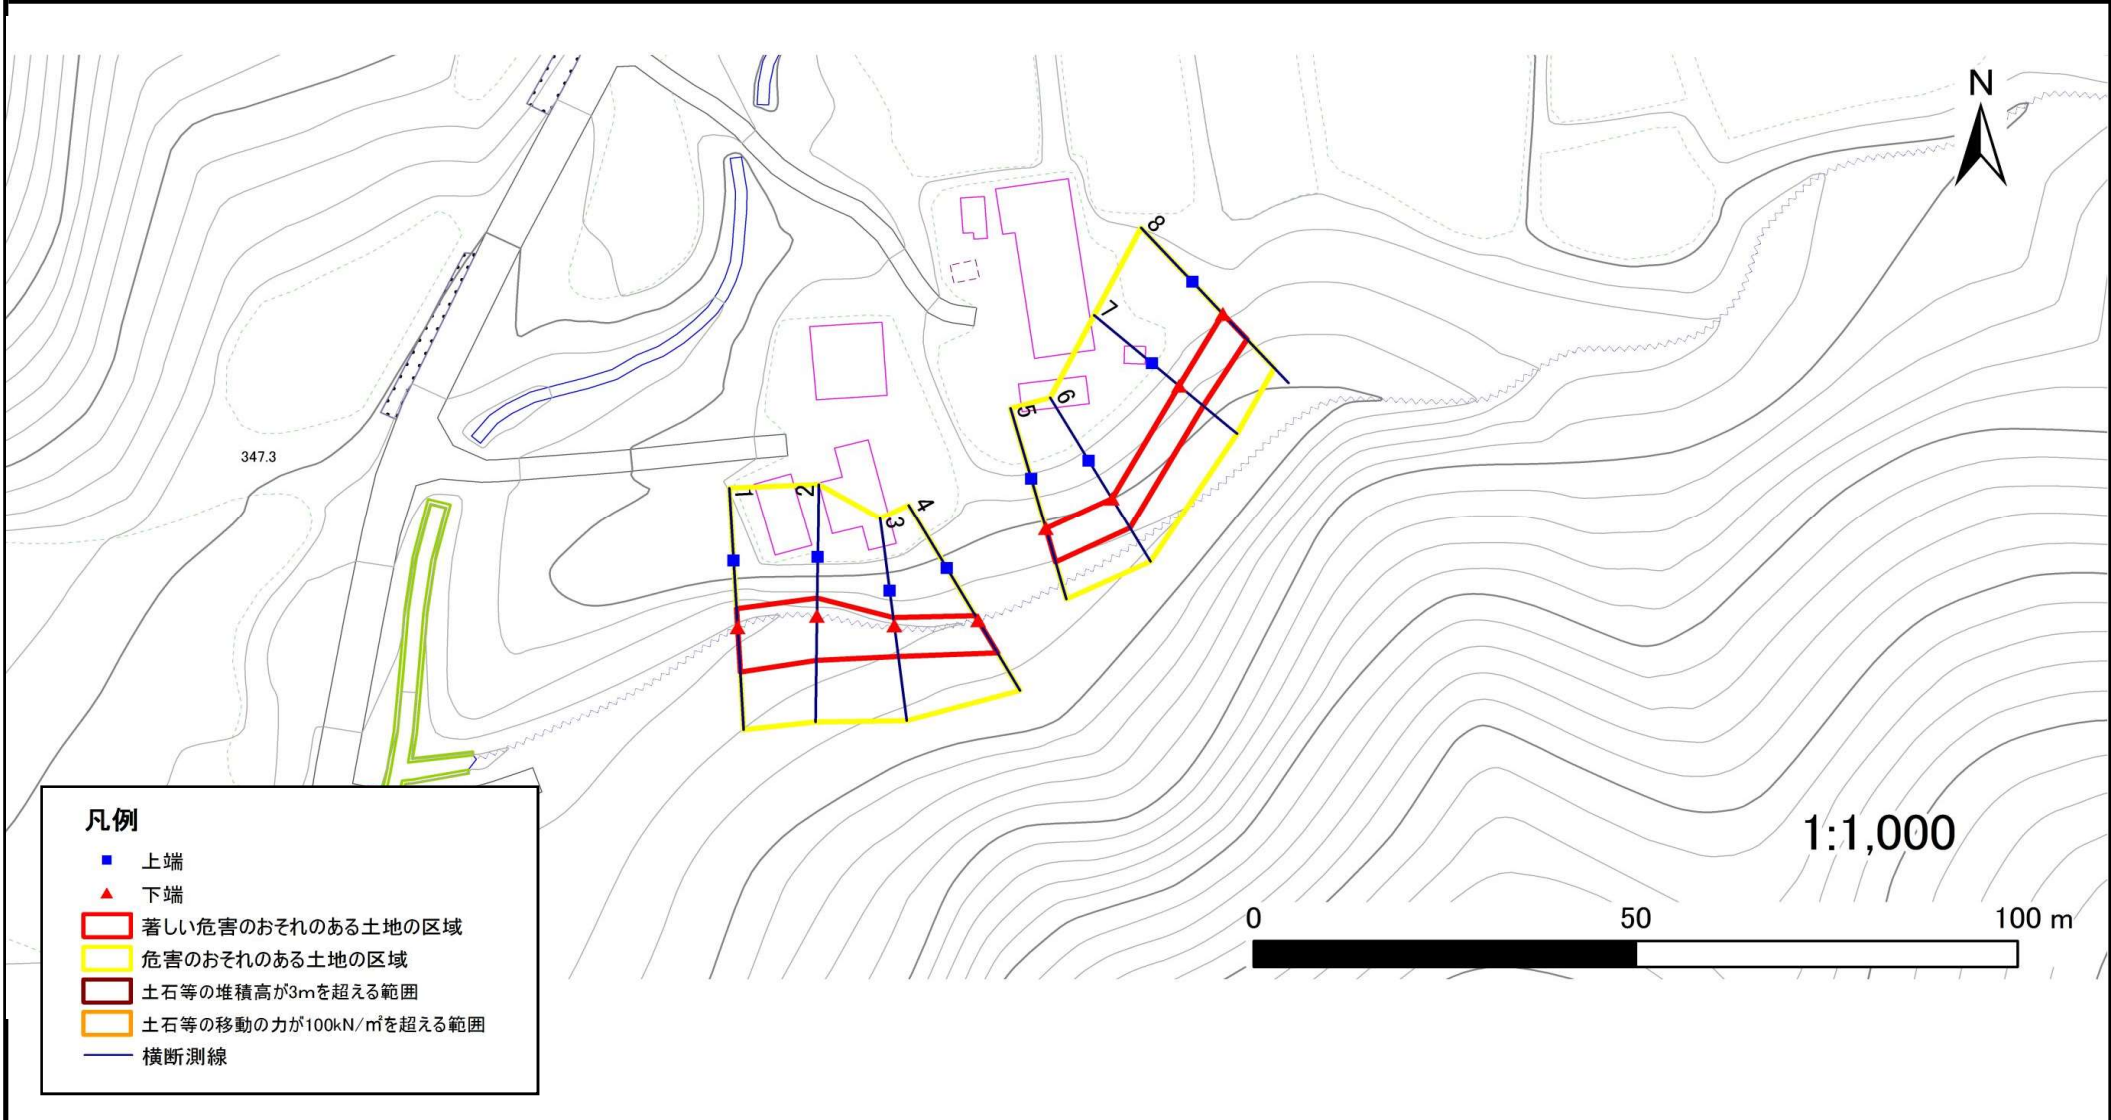 N
8
7
6
5
347.3
1
2
3
4
1:1,000
0 50 100 m
凡例
上端
下端
著しい危害のおそれのある土地の区域
危害のおそれのある土地の区域
土石等の堆積高が3mを超える範囲
土石等の移動の力が100kN/㎡を超える範囲
横断測線